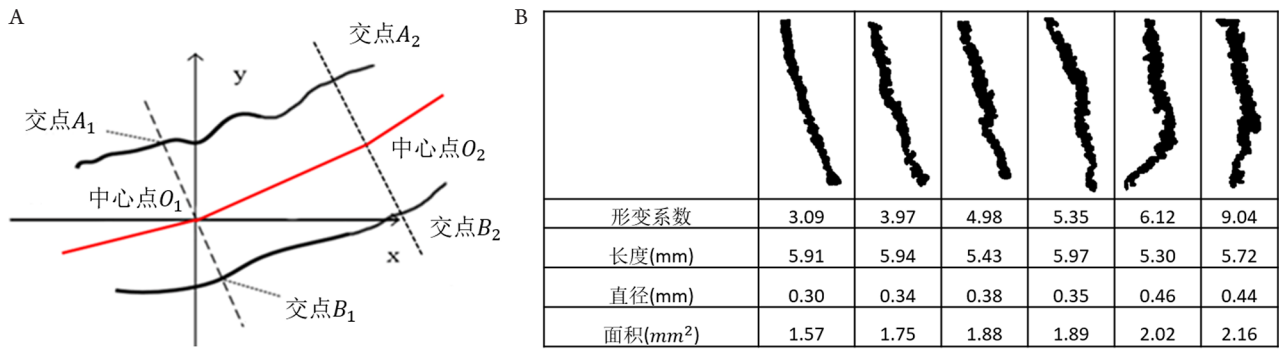 A
y
交点A₂
交点A₁
中心点O₂
中心点O₁
交点B₂
x
交点B₁
B
形变系数 3.09 3.97 4.98 5.35 6.12 9.04
长度(mm) 5.91 5.94 5.43 5.97 5.30 5.72
直径(mm) 0.30 0.34 0.38 0.35 0.46 0.44
面积(mm²) 1.57 1.75 1.88 1.89 2.02 2.16